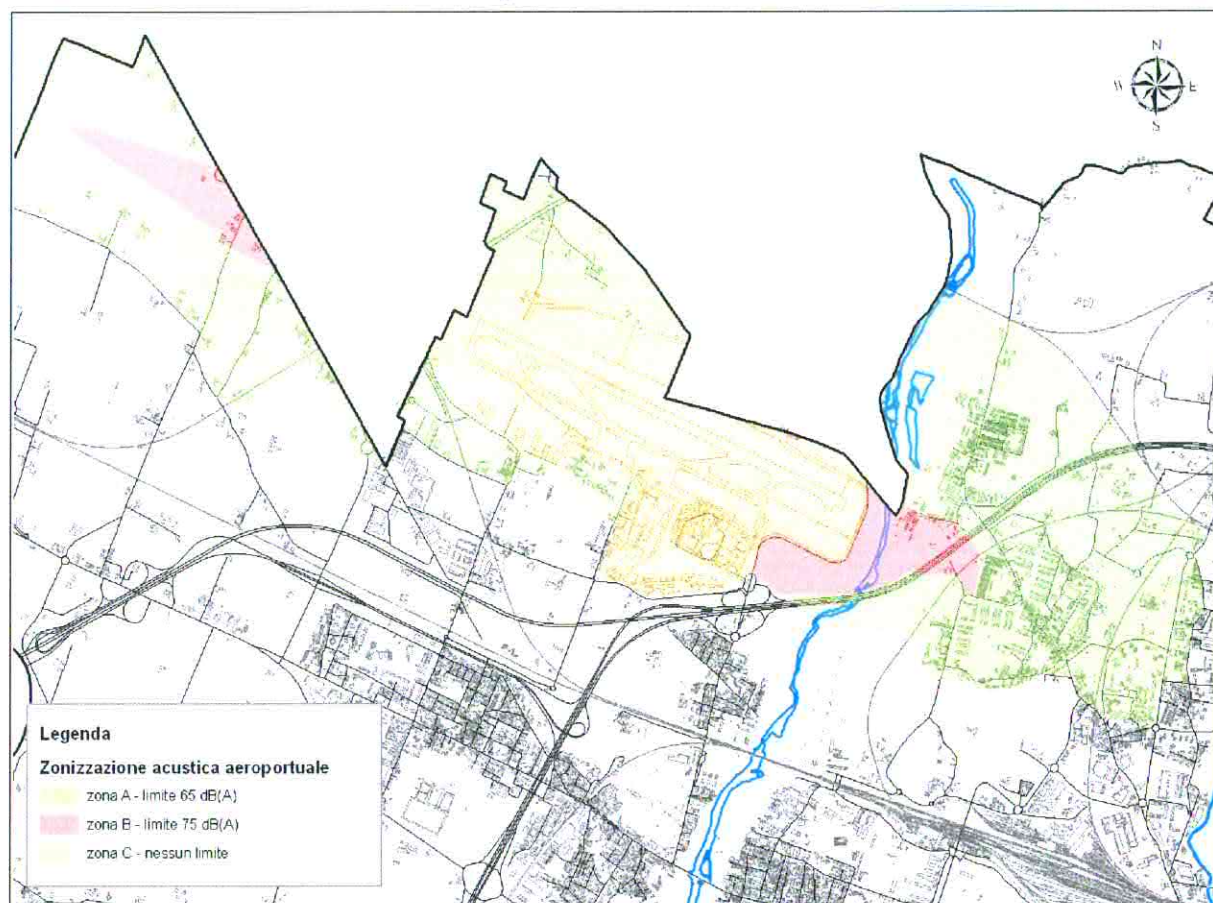 N
W
E
S
Legenda
Zonizzazione acustica aeroportuale
zona A - limite 65 dB(A)
zona B - limite 75 dB(A)
zona C - nessun limite